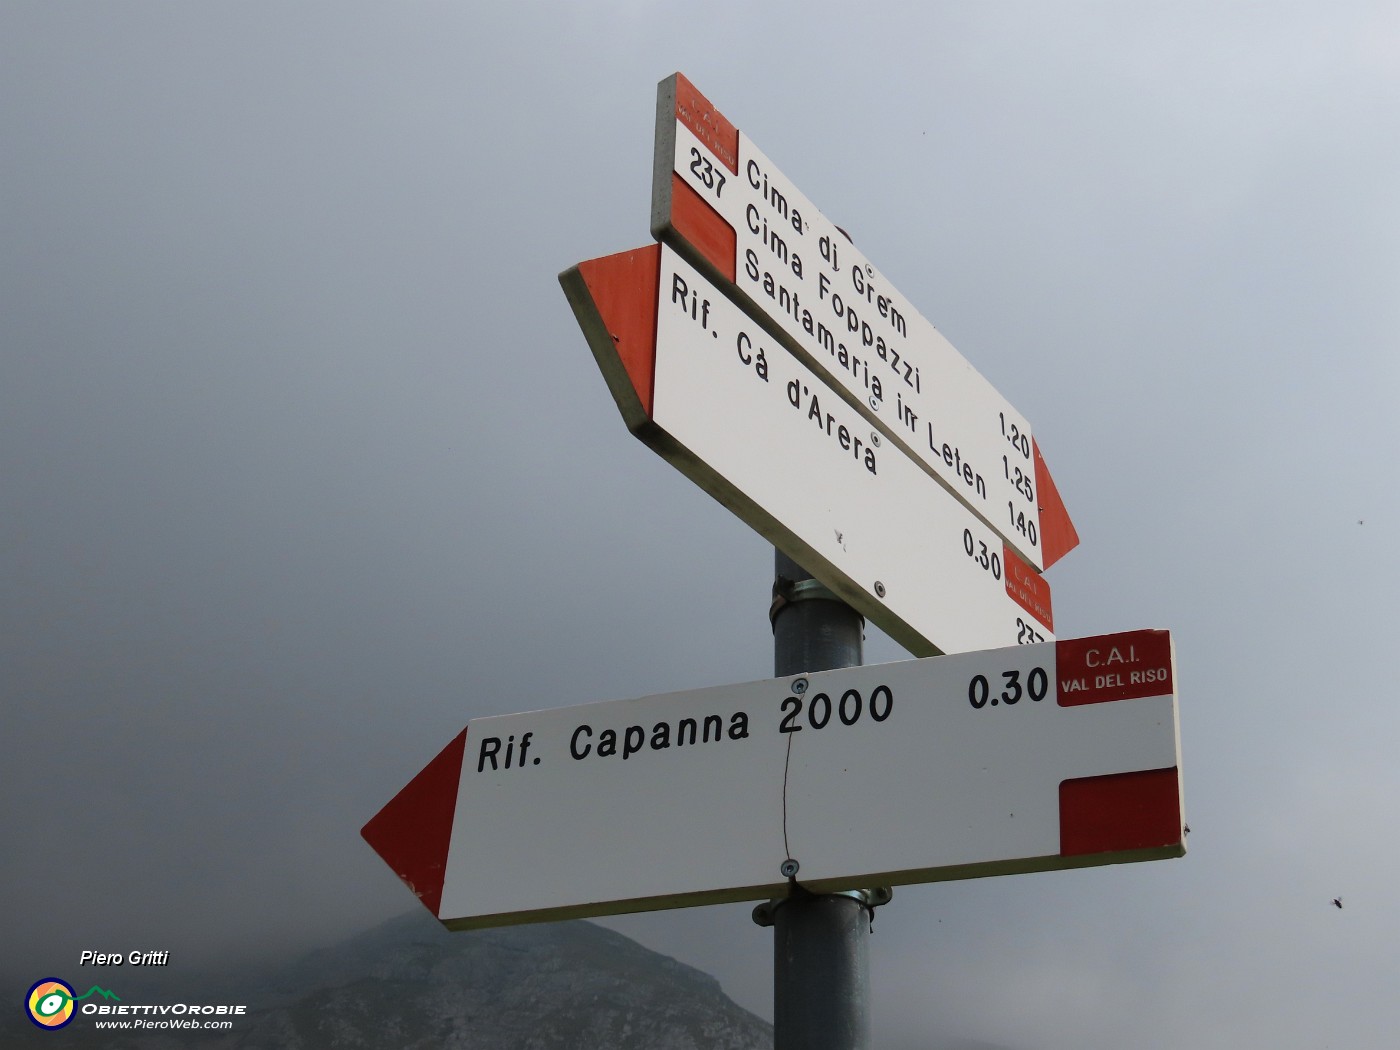 C.A.I.
VAL DEL RISO
237
Cima di Grem 1.20
Cima Foppazzi 1.25
Santamaria in Leten 1.40
Rif. Cà d'Arera 0.30
C.A.I.
VAL DEL RISO
237
Rif. Capanna 2000 0.30
C.A.I.
VAL DEL RISO
Piero Gritti
OBIETTIVOROBIE
www.PieroWeb.com